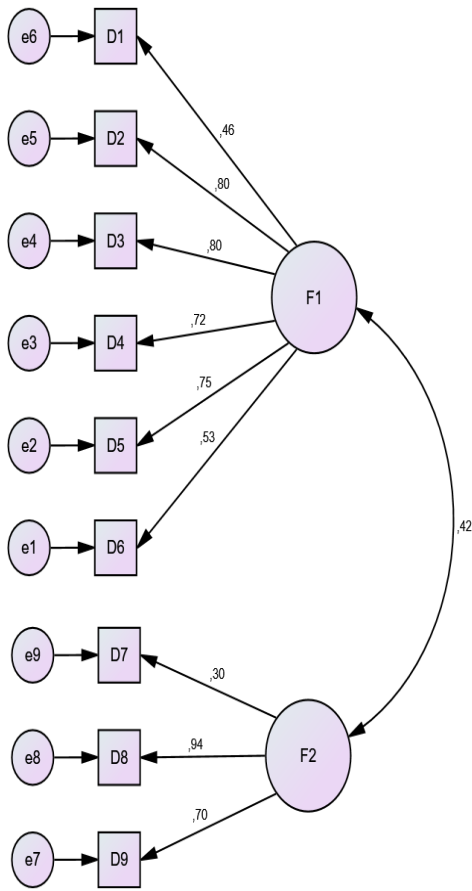 e6 D1
,46
e5 D2
,80
e4 D3
,80
F1
e3 D4
,72
e2 D5
,75
,53
e1 D6
,42
e9 D7
,30
e8 D8
,94
F2
e7 D9
,70